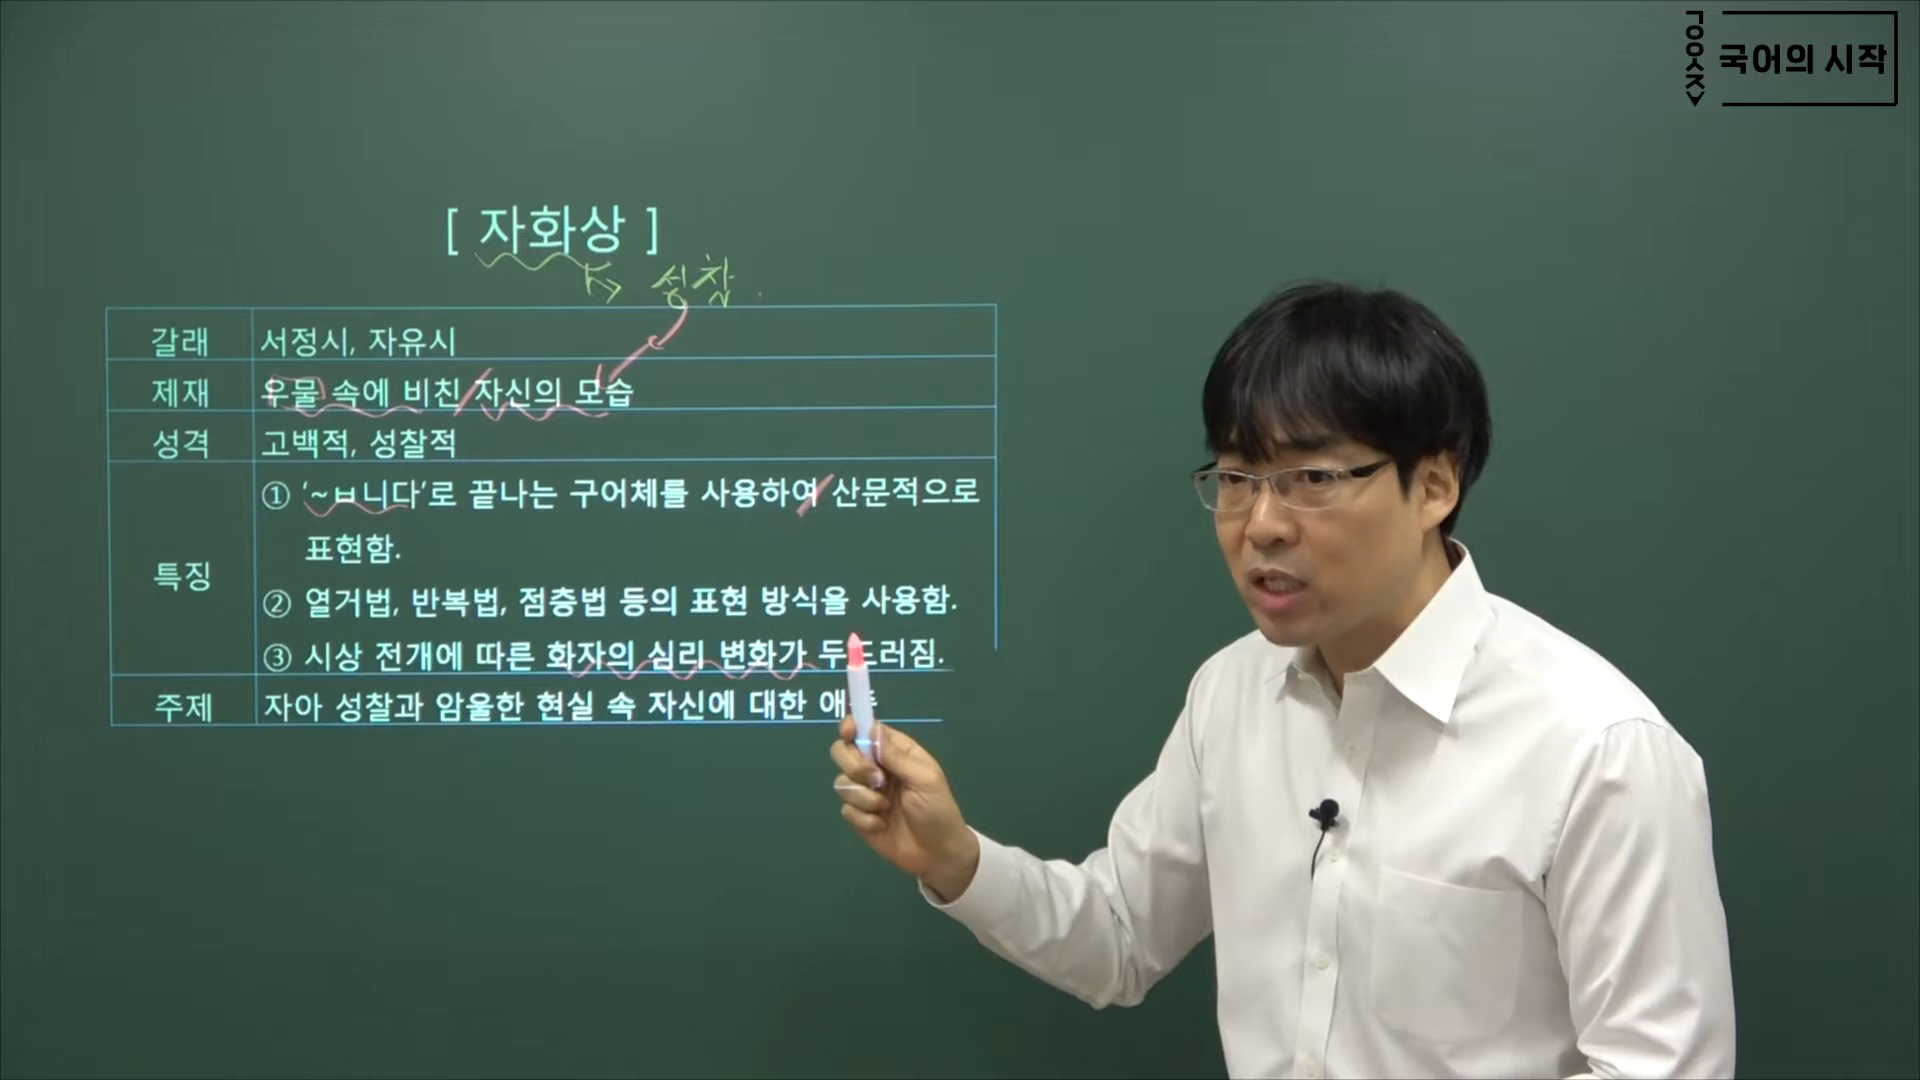 국어의 시작
[ 자화상 ]
성찰
갈래 서정시, 자유시
제재 우물 속에 비친 자신의 모습
성격 고백적, 성찰적
특징 ① ‘~ㅂ니다’로 끝나는 구어체를 사용하여 산문적으로
표현함.
② 열거법, 반복법, 점층법 등의 표현 방식을 사용함.
③ 시상 전개에 따른 화자의 심리 변화가 두드러짐.
주제 자아 성찰과 암울한 현실 속 자신에 대한